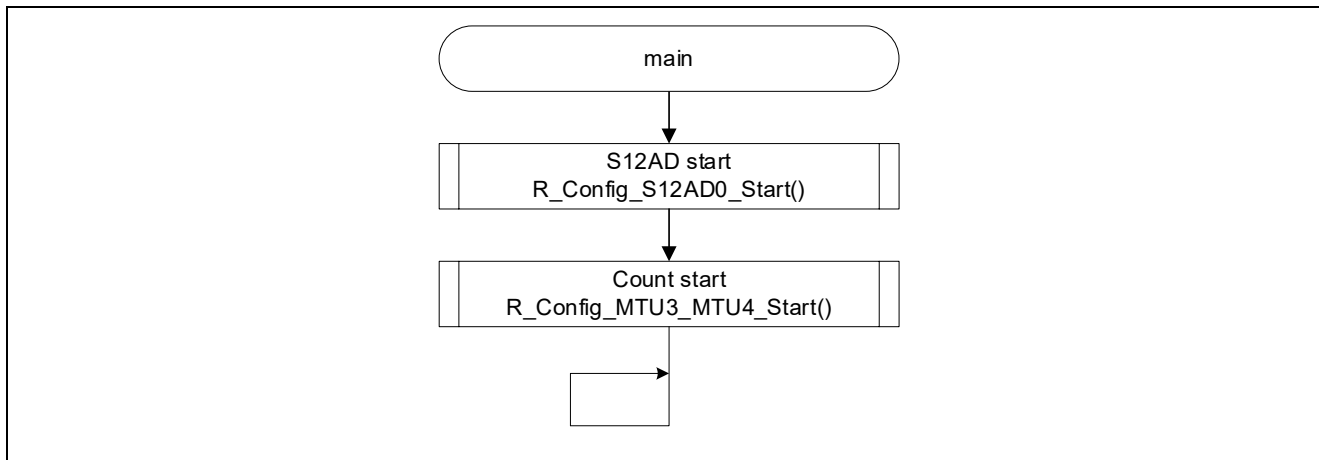 main
S12AD start
R_Config_S12AD0_Start()
Count start
R_Config_MTU3_MTU4_Start()